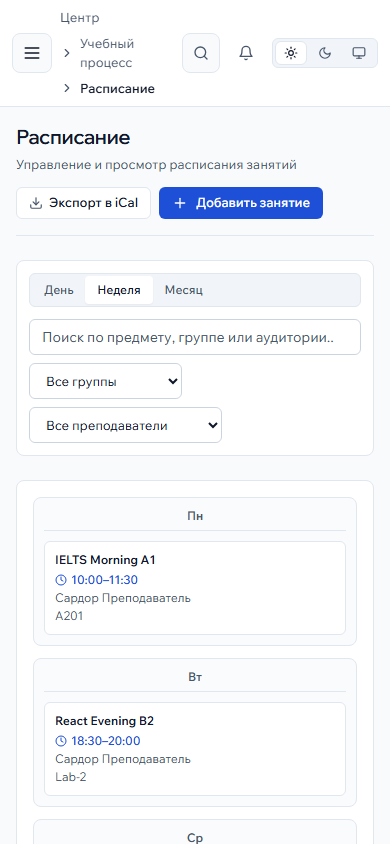 Центр
Учебный
процесс
Расписание
Расписание
Управление и просмотр расписания занятий
Экспорт в iCal
Добавить занятие
День Неделя Месяц
Поиск по предмету, группе или аудитории..
Все группы
Все преподаватели
Пн
IELTS Morning A1
10:00–11:30
Сардор Преподаватель
A201
Вт
React Evening B2
18:30–20:00
Сардор Преподаватель
Lab-2
Ср